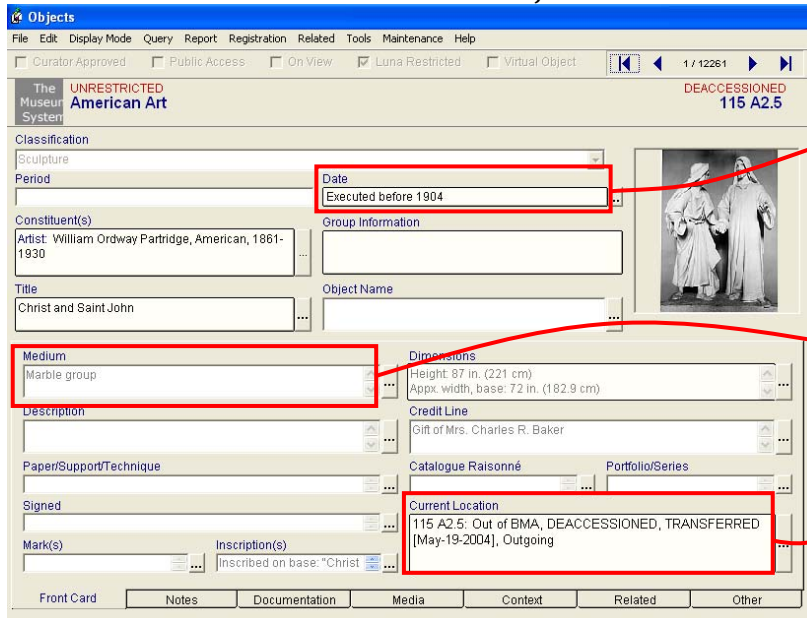 Objects
File Edit Display Mode Query Report Registration Related Tools Maintenance Help
Curator Approved Public Access On View Luna Restricted Virtual Object 1 / 12261
The Museum System
UNRESTRICTED
American Art
DEACCESSIONED
115 A2.5
Classification
Sculpture
Period
Date
Executed before 1904
Constituent(s)
Artist: William Ordway Partridge, American, 1861-
1930
Group Information
Title
Christ and Saint John
Object Name
Medium
Marble group
Dimensions
Height: 87 in. (221 cm)
Appx. width, base: 72 in. (182.9 cm)
Description
Credit Line
Gift of Mrs. Charles R. Baker
Paper/Support/Technique
Catalogue Raisonné
Portfolio/Series
Signed
Current Location
115 A2.5: Out of BMA, DEACCESSIONED, TRANSFERRED
[May-19-2004], Outgoing
Mark(s)
Inscription(s)
Inscribed on base: "Christ
Front Card Notes Documentation Media Context Related Other